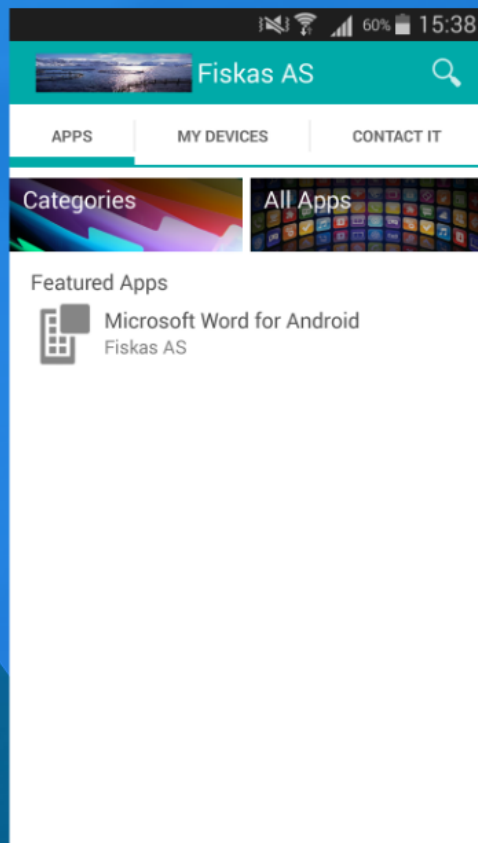 60% 15:38
Fiskas AS
APPS MY DEVICES CONTACT IT
Categories All Apps
Featured Apps
Microsoft Word for Android
Fiskas AS